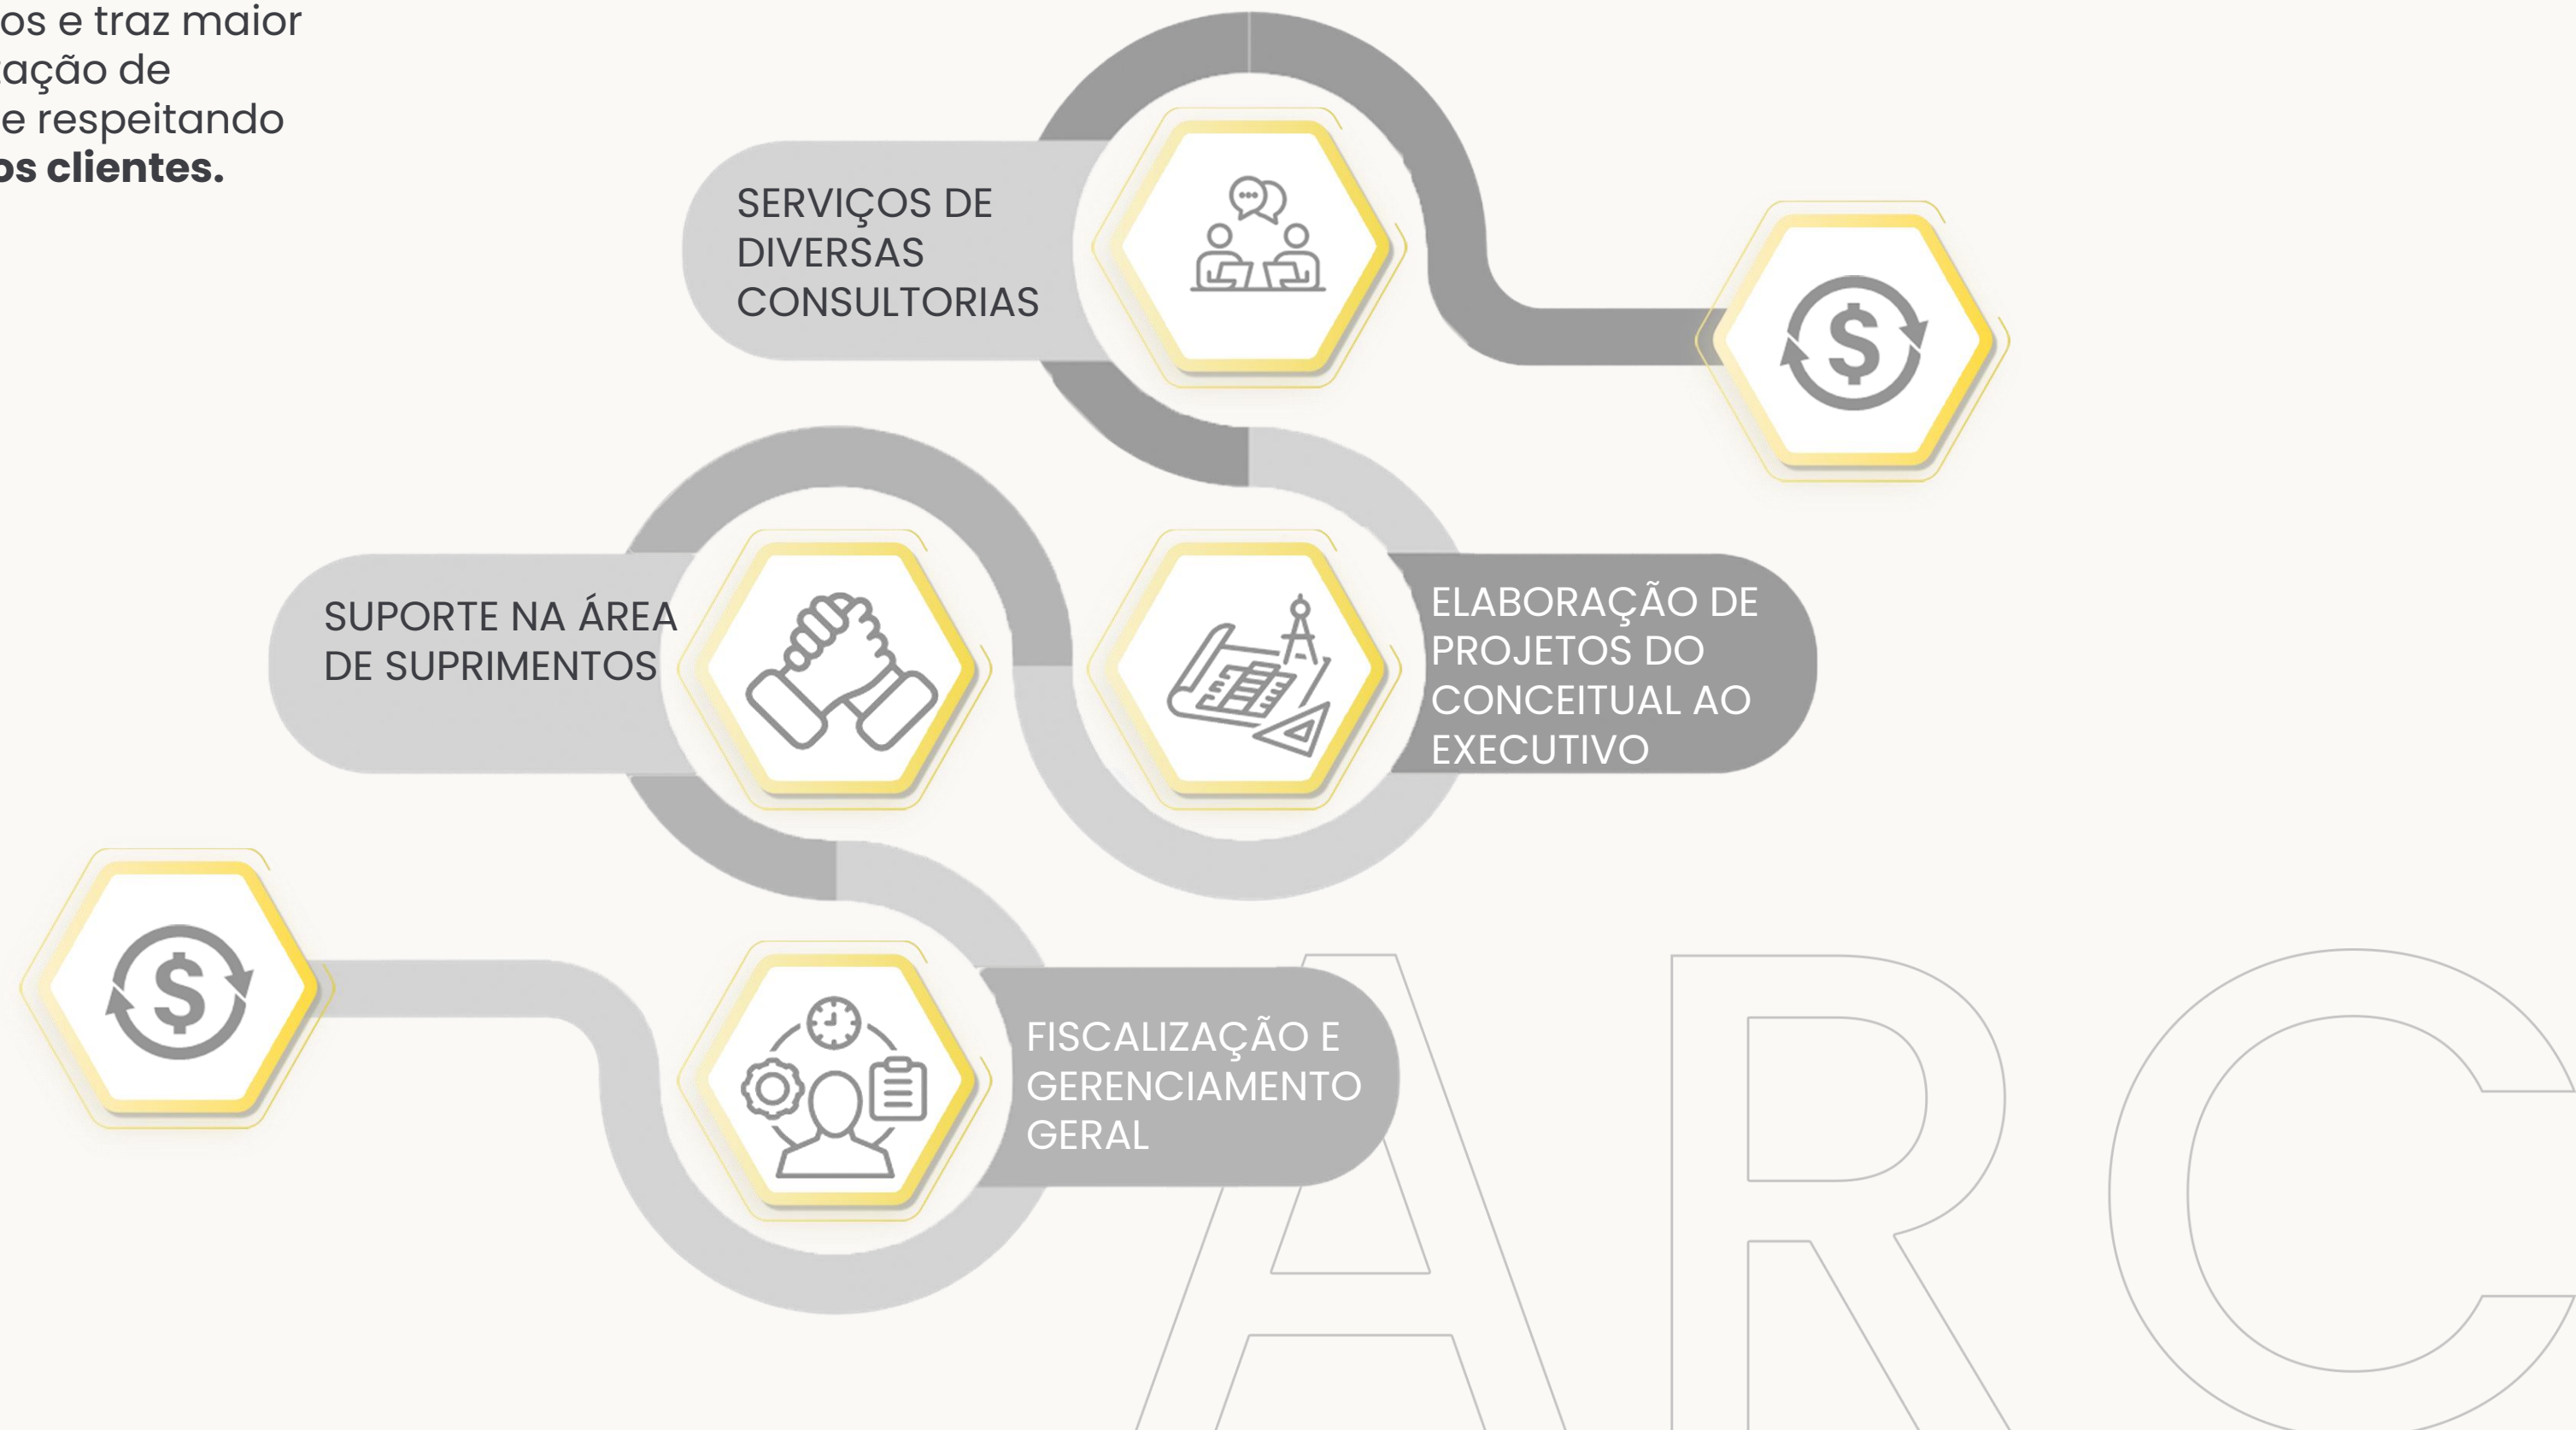 os e traz maior
ação de
e respeitando
os clientes.
SERVIÇOS DE
DIVERSAS
CONSULTORIAS
SUPORTE NA ÁREA
DE SUPRIMENTOS
ELABORAÇÃO DE
PROJETOS DO
CONCEITUAL AO
EXECUTIVO
FISCALIZAÇÃO E
GERENCIAMENTO
GERAL
ARC